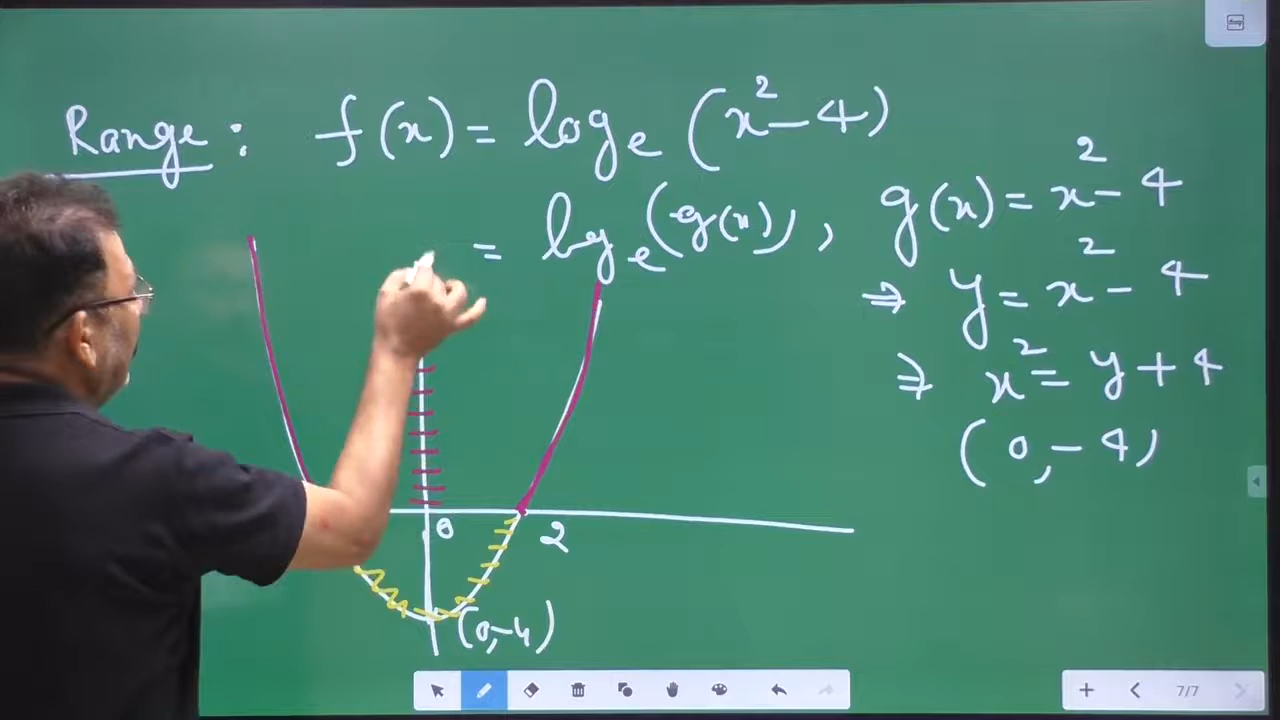 Range : f(x) = logₑ (x² - 4)
= logₑ (g(x)) , g(x) = x² - 4
⇒ y = x² - 4
⇒ x² = y + 4
(0, -4)
0 2
(0, -4)
7/7